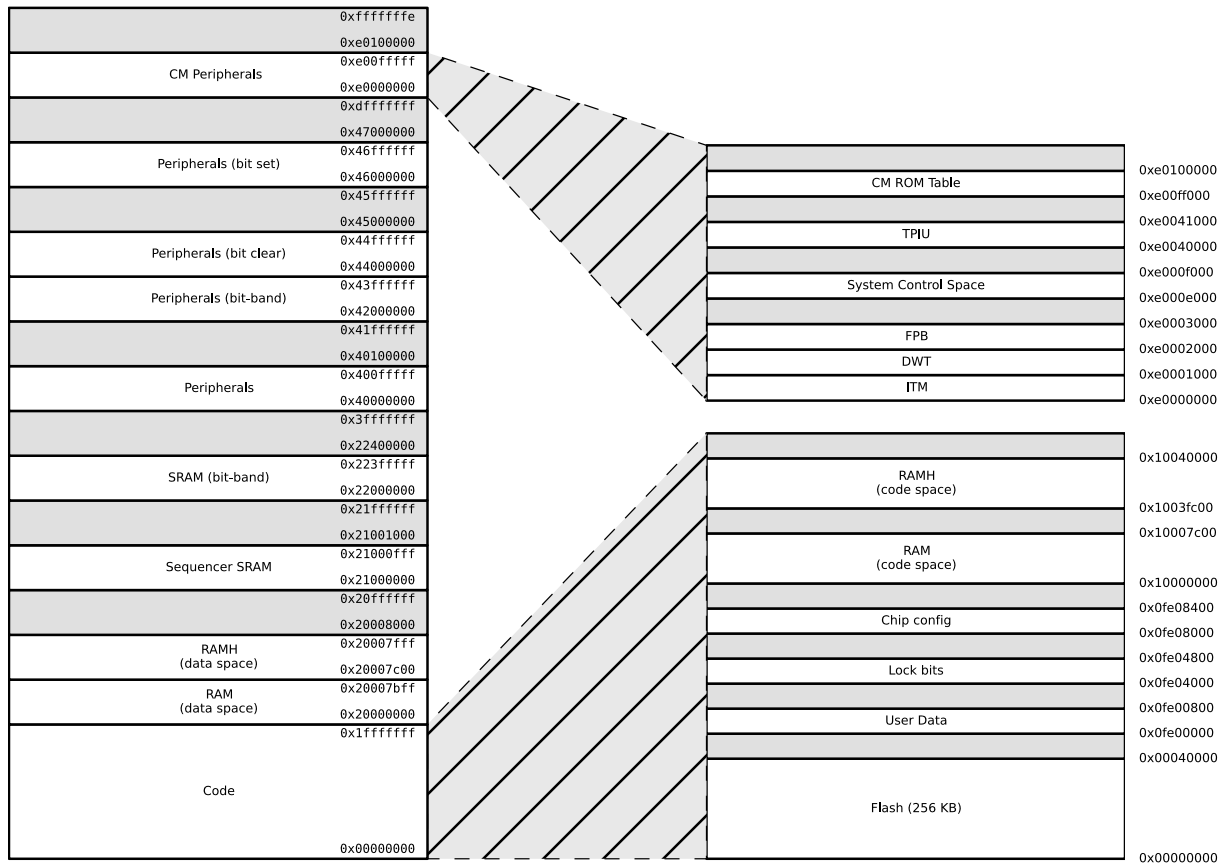 0xfffffffe
0xe0100000
CM Peripherals
0xe00fffff
0xe0000000
0xdfffffff
0x47000000
Peripherals (bit set)
0x46ffffff
0x46000000
0x45ffffff
0x45000000
Peripherals (bit clear)
0x44ffffff
0x44000000
Peripherals (bit-band)
0x43ffffff
0x42000000
0x41ffffff
0x40100000
Peripherals
0x400fffff
0x40000000
0x3fffffff
0x22400000
SRAM (bit-band)
0x223fffff
0x22000000
0x21ffffff
0x21001000
Sequencer SRAM
0x21000fff
0x21000000
0x20ffffff
0x20008000
RAMH
(data space)
0x20007fff
0x20007c00
RAM
(data space)
0x20007bff
0x20000000
0x1fffffff
Code
0x00000000
0xe0100000
CM ROM Table
0xe00ff000
0xe0041000
TPIU
0xe0040000
0xe000f000
System Control Space
0xe000e000
0xe0003000
FPB
0xe0002000
DWT
0xe0001000
ITM
0xe0000000
0x10040000
RAMH
(code space)
0x1003fc00
0x10007c00
RAM
(code space)
0x10000000
0x0fe08400
Chip config
0x0fe08000
0x0fe04800
Lock bits
0x0fe04000
0x0fe00800
User Data
0x0fe00000
0x00040000
Flash (256 KB)
0x00000000